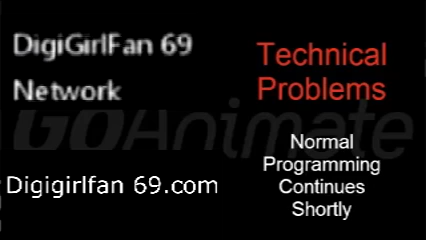 DigiGirlFan 69
Network
Digigirlfan 69.com
Technical
Problems
Normal
Programming
Continues
Shortly
GOAnimate